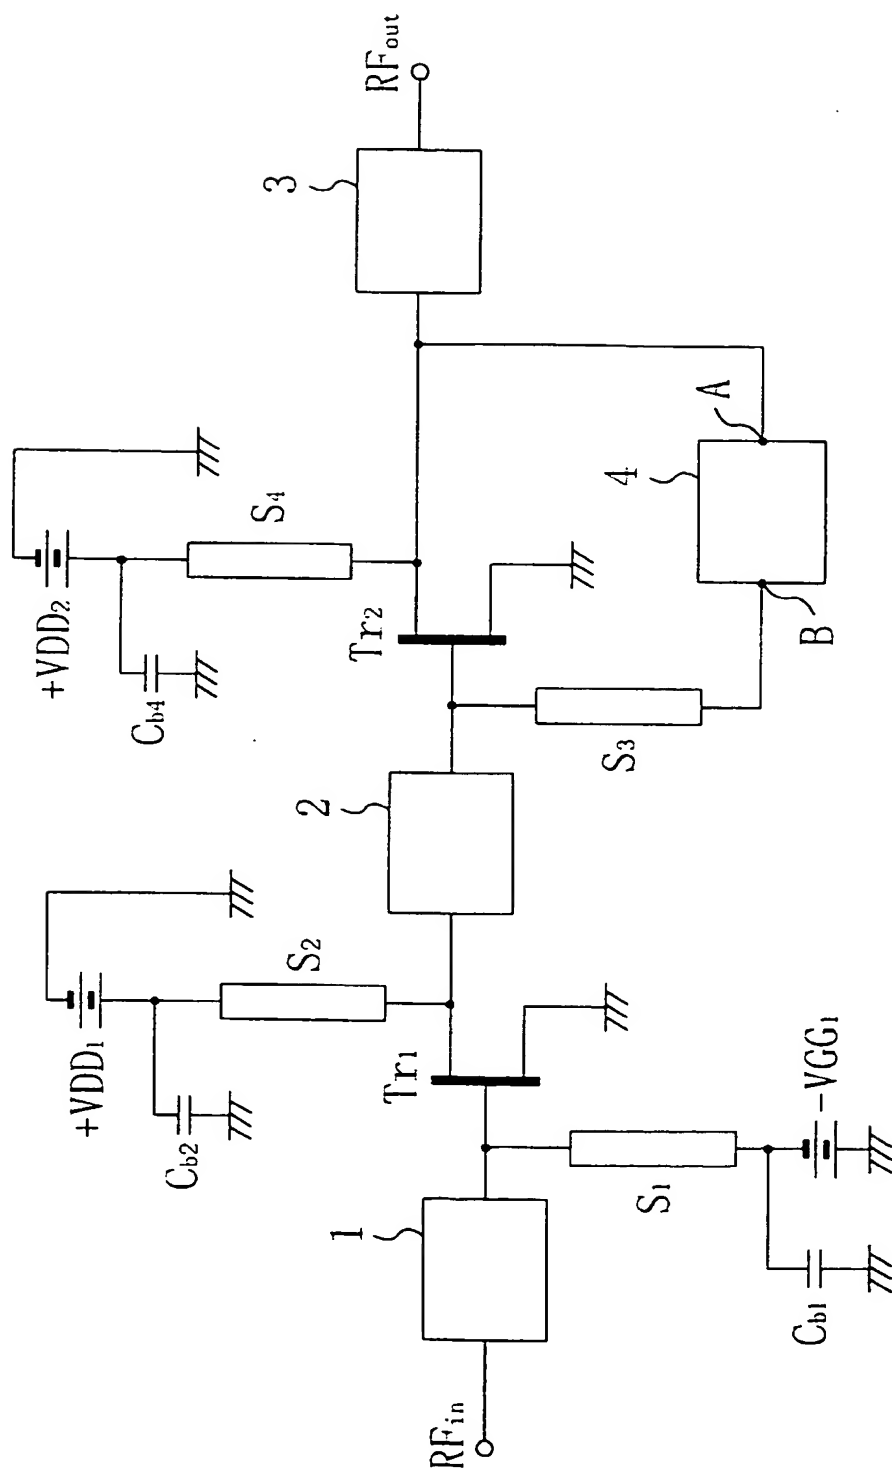 +VDD₁
+VDD₂
Cb2
S₂
Cb4
S₄
Tr₁
Tr₂
1
2
3
RFin
RFout
S₁
S₃
4
A
B
Cb1
-VGG₁